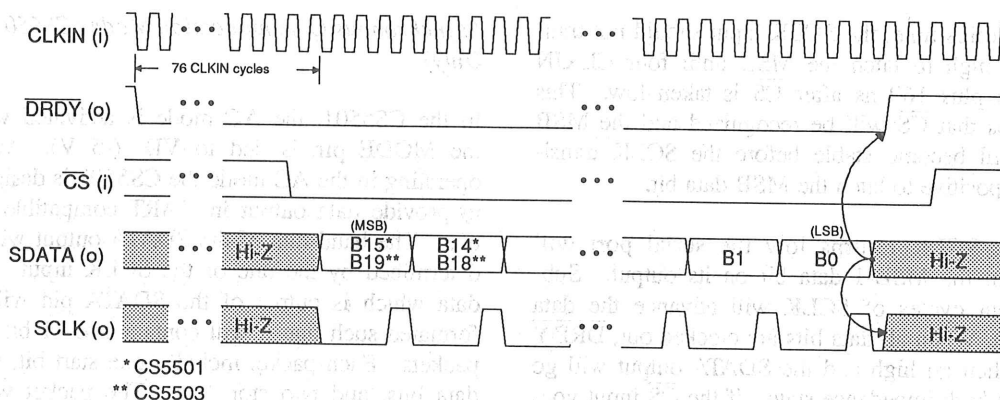 CLKIN (i)
76 CLKIN cycles
DRDY (o)
CS (i)
(MSB)
(LSB)
SDATA (o)
Hi-Z
B15*
B19**
B14*
B18**
B1
B0
Hi-Z
SCLK (o)
Hi-Z
Hi-Z
* CS5501
** CS5503